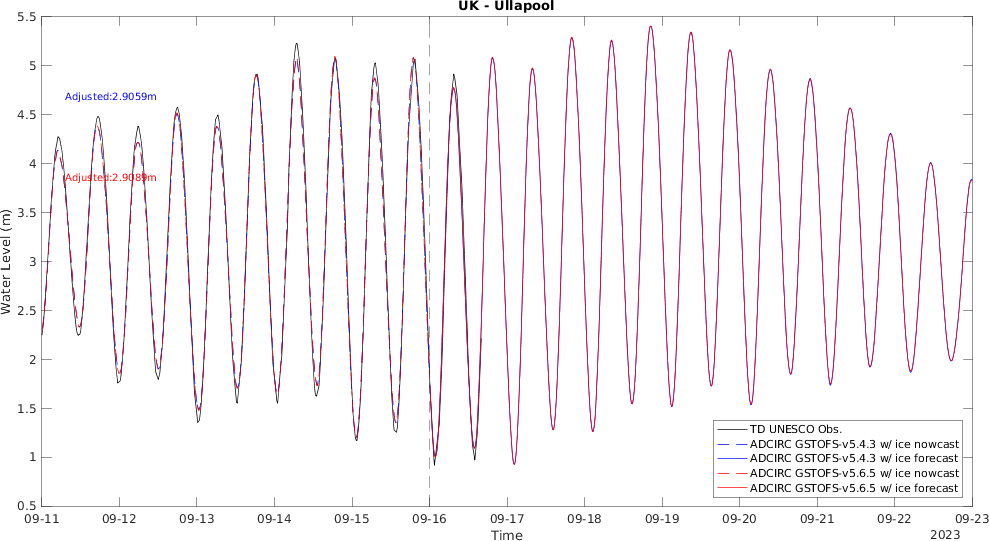 UK - Ullapool
5.5
5
4.5
4
3.5
3
2.5
2
1.5
1
0.5
Water Level (m)
Adjusted:2.9059m
Adjusted:2.9089m
TD UNESCO Obs.
ADCIRC GSTOFS-v5.4.3 w/ ice nowcast
ADCIRC GSTOFS-v5.4.3 w/ ice forecast
ADCIRC GSTOFS-v5.6.5 w/ ice nowcast
ADCIRC GSTOFS-v5.6.5 w/ ice forecast
09-11 09-12 09-13 09-14 09-15 09-16 09-17 09-18 09-19 09-20 09-21 09-22 09-23
Time
2023